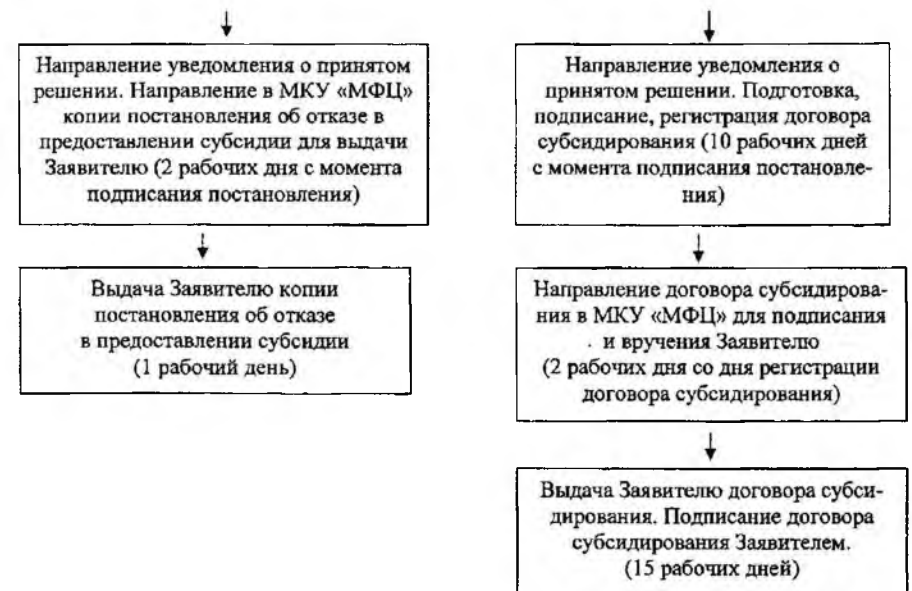 Направление уведомления о принятом
решении. Направление в МКУ «МФЦ»
копии постановления об отказе в
предоставлении субсидии для выдачи
Заявителю (2 рабочих дня с момента
подписания постановления)
Выдача Заявителю копии
постановления об отказе
в предоставлении субсидии
(1 рабочий день)
Направление уведомления о
принятом решении. Подготовка,
подписание, регистрация договора
субсидирования (10 рабочих дней
с момента подписания постановле-
ния)
Направление договора субсидирова-
ния в МКУ «МФЦ» для подписания
и вручения Заявителю
(2 рабочих дня со дня регистрации
договора субсидирования)
Выдача Заявителю договора субси-
дирования. Подписание договора
субсидирования Заявителем.
(15 рабочих дней)